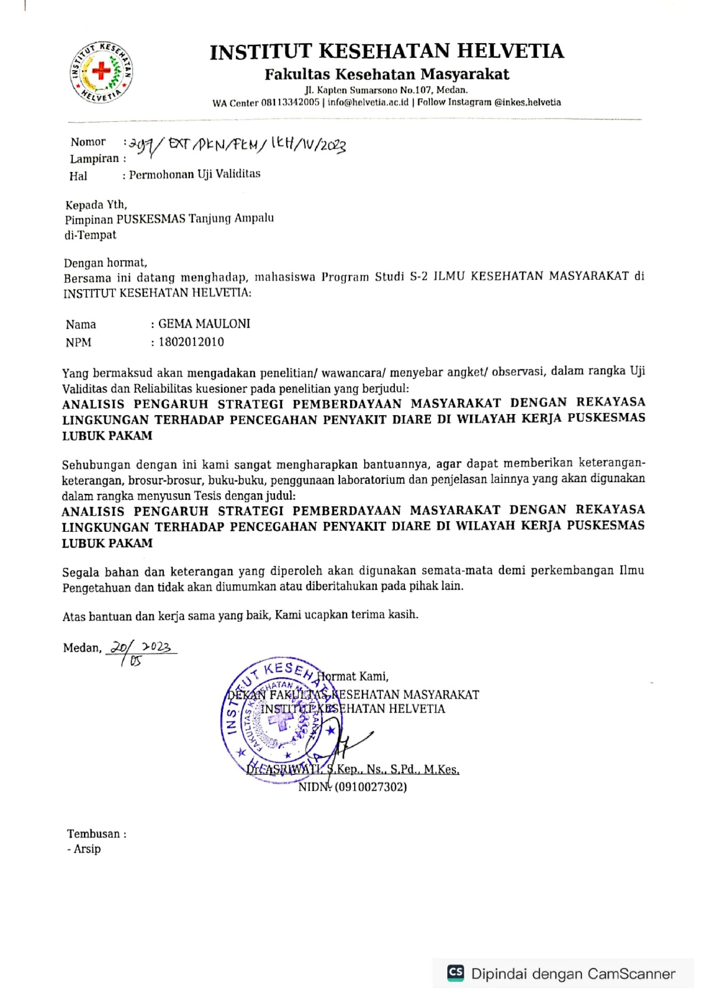 INSTITUT KESEHATAN
HELVETIA
INSTITUT KESEHATAN HELVETIA
Fakultas Kesehatan Masyarakat
Jl. Kapten Sumarsono No.107, Medan.
WA Center 08113342005 | info@helvetia.ac.id | Follow Instagram @inkes.helvetia
Nomor : 297/EXT/DKN/FKM/IKH/IV/2023
Lampiran :
Hal : Permohonan Uji Validitas
Kepada Yth,
Pimpinan PUSKESMAS Tanjung Ampalu
di-Tempat
Dengan hormat,
Bersama ini datang menghadap, mahasiswa Program Studi S-2 ILMU KESEHATAN MASYARAKAT di
INSTITUT KESEHATAN HELVETIA:
Nama : GEMA MAULONI
NPM : 1802012010
Yang bermaksud akan mengadakan penelitian/ wawancara/ menyebar angket/ observasi, dalam rangka Uji
Validitas dan Reliabilitas kuesioner pada penelitian yang berjudul:
ANALISIS PENGARUH STRATEGI PEMBERDAYAAN MASYARAKAT DENGAN REKAYASA
LINGKUNGAN TERHADAP PENCEGAHAN PENYAKIT DIARE DI WILAYAH KERJA PUSKESMAS
LUBUK PAKAM
Sehubungan dengan ini kami sangat mengharapkan bantuannya, agar dapat memberikan keterangan-
keterangan, brosur-brosur, buku-buku, penggunaan laboratorium dan penjelasan lainnya yang akan digunakan
dalam rangka menyusun Tesis dengan judul:
ANALISIS PENGARUH STRATEGI PEMBERDAYAAN MASYARAKAT DENGAN REKAYASA
LINGKUNGAN TERHADAP PENCEGAHAN PENYAKIT DIARE DI WILAYAH KERJA PUSKESMAS
LUBUK PAKAM
Segala bahan dan keterangan yang diperoleh akan digunakan semata-mata demi perkembangan Ilmu
Pengetahuan dan tidak akan diumumkan atau diberitahukan pada pihak lain.
Atas bantuan dan kerja sama yang baik, Kami ucapkan terima kasih.
Medan, 20/05 2023
Hormat Kami,
DEKAN FAKULTAS KESEHATAN MASYARAKAT
INSTITUT KESEHATAN HELVETIA
INSTITUT KESEHATAN
HELVETIA
FAKULTAS KESEHATAN MASYARAKAT
Dr. ASRIWATI, S.Kep., Ns., S.Pd., M.Kes.
NIDN. (0910027302)
Tembusan :
- Arsip
CS Dipindai dengan CamScanner